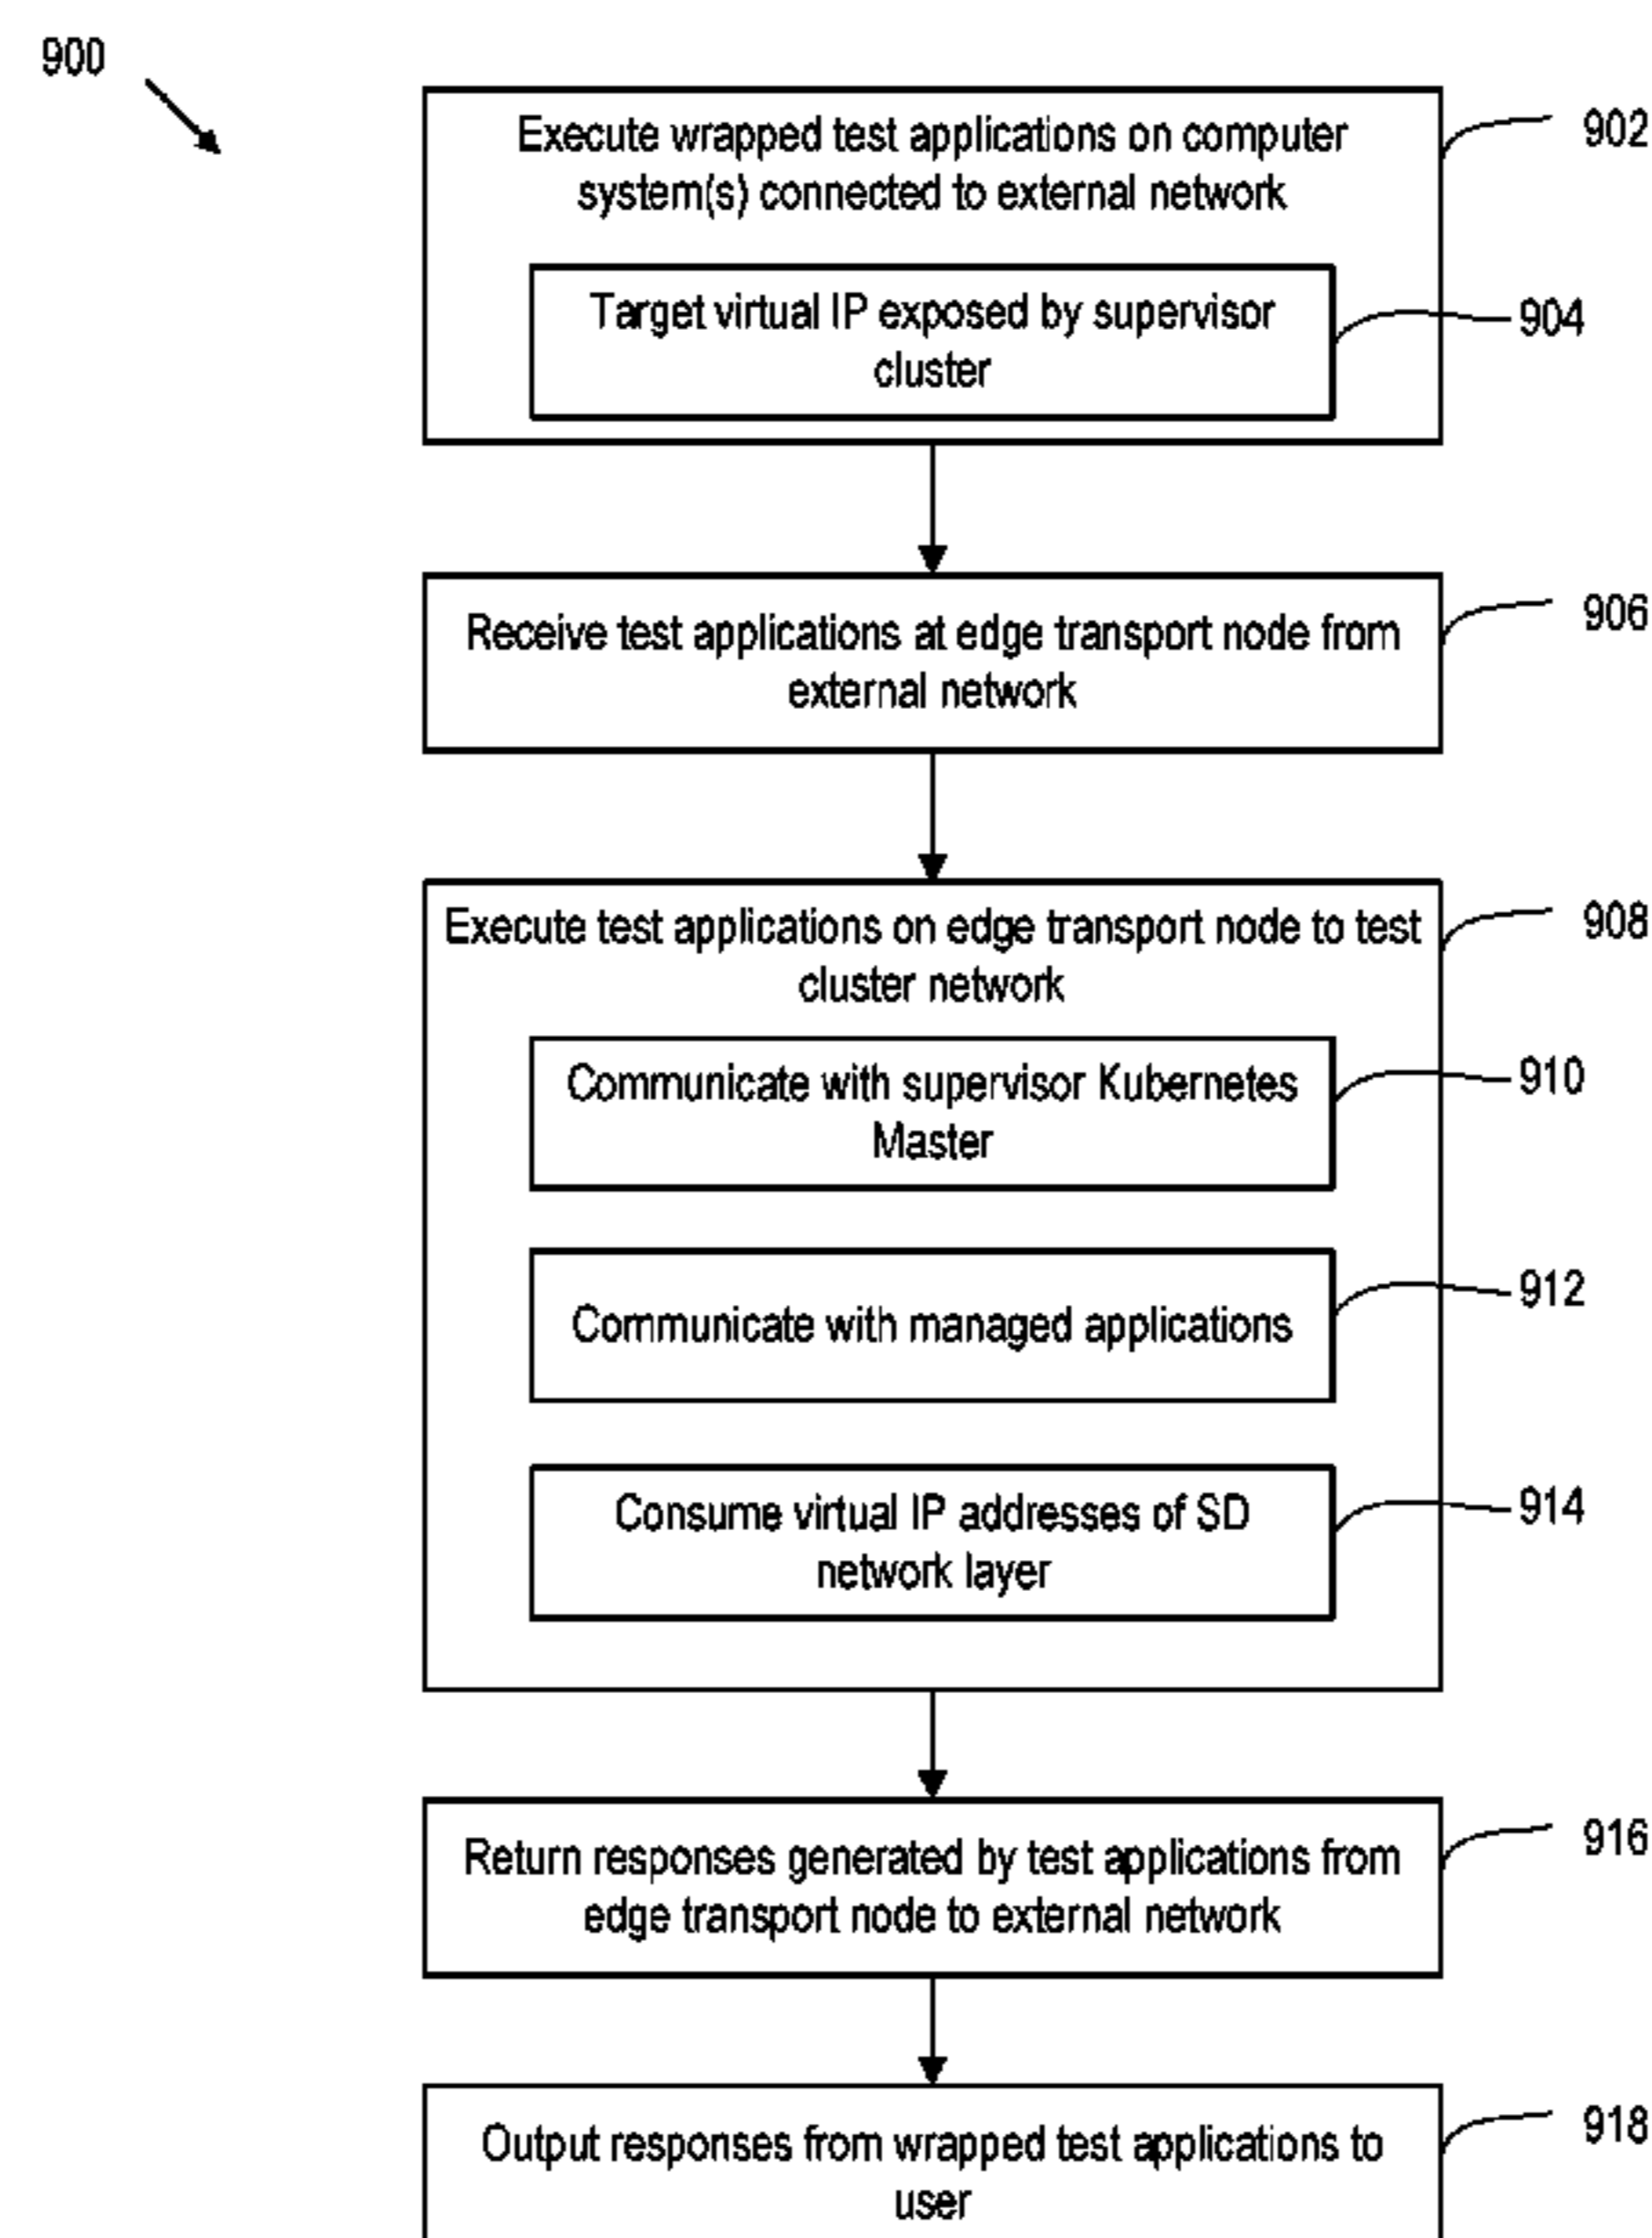 900
Execute wrapped test applications on computer
system(s) connected to external network
902
Target virtual IP exposed by supervisor
cluster
904
Receive test applications at edge transport node from
external network
906
Execute test applications on edge transport node to test
cluster network
908
Communicate with supervisor Kubernetes
Master
910
Communicate with managed applications
912
Consume virtual IP addresses of SD
network layer
914
Return responses generated by test applications from
edge transport node to external network
916
Output responses from wrapped test applications to
user
918